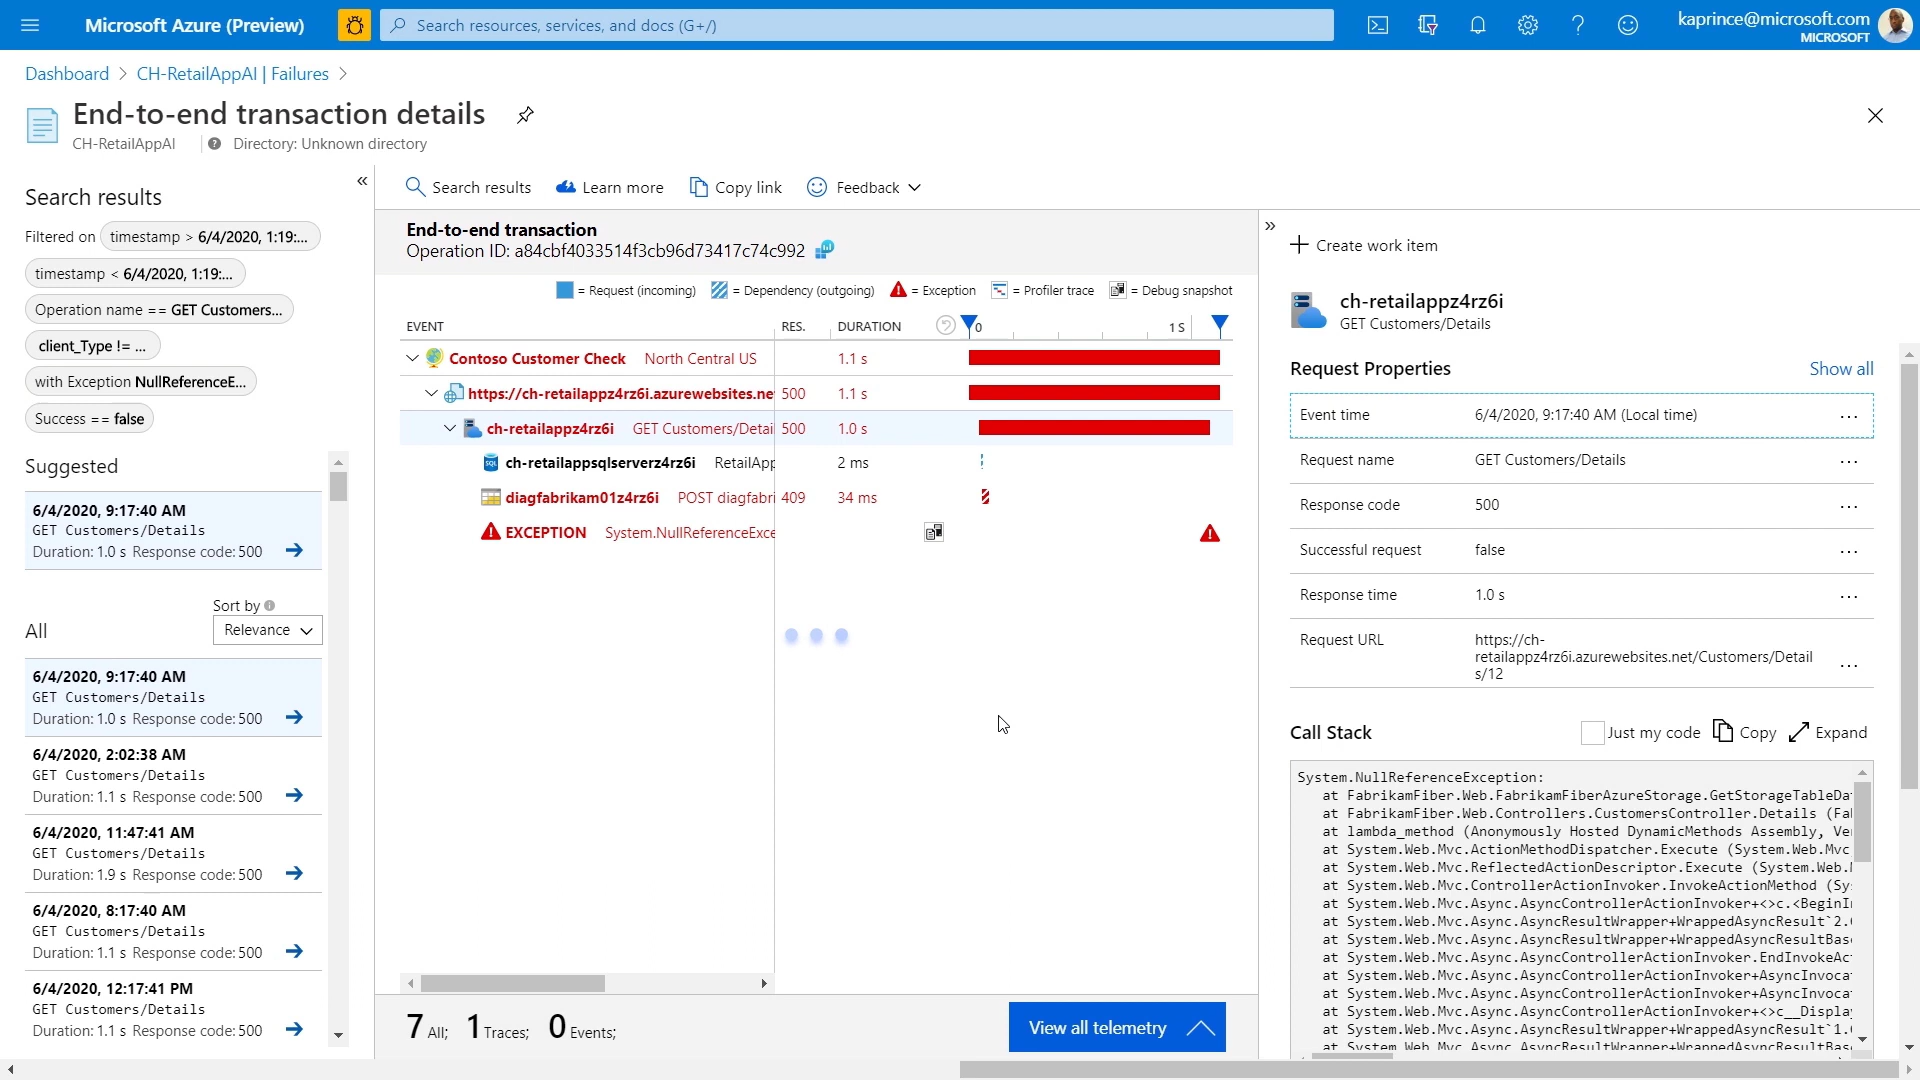 Microsoft Azure (Preview)
Search resources, services, and docs (G+/)
kaprince@microsoft.com
MICROSOFT
Dashboard > CH-RetailAppAI | Failures >
End-to-end transaction details
CH-RetailAppAI
Directory: Unknown directory
Search results
Filtered on
timestamp > 6/4/2020, 1:19:...
timestamp < 6/4/2020, 1:19:...
Operation name == GET Customers...
client_Type != ...
with Exception NullReferenceE...
Success == false
Suggested
6/4/2020, 9:17:40 AM
GET Customers/Details
Duration: 1.0 s Response code: 500
Sort by
All
Relevance
6/4/2020, 9:17:40 AM
GET Customers/Details
Duration: 1.0 s Response code: 500
6/4/2020, 2:02:38 AM
GET Customers/Details
Duration: 1.1 s Response code: 500
6/4/2020, 11:47:41 AM
GET Customers/Details
Duration: 1.9 s Response code: 500
6/4/2020, 8:17:40 AM
GET Customers/Details
Duration: 1.1 s Response code: 500
6/4/2020, 12:17:41 PM
GET Customers/Details
Duration: 1.1 s Response code: 500
Search results
Learn more
Copy link
Feedback
End-to-end transaction
Operation ID: a84cbf4033514f3cb96d73417c74c992
= Request (incoming) = Dependency (outgoing) = Exception = Profiler trace = Debug snapshot
EVENT RES. DURATION 0 1 S
Contoso Customer Check North Central US 1.1 s
https://ch-retailappz4rz6i.azurewebsites.ne 500 1.1 s
ch-retailappz4rz6i GET Customers/Detai 500 1.0 s
SQL ch-retailappsqlserverz4rz6i RetailApp 2 ms
diagfabrikam01z4rz6i POST diagfabri 409 34 ms
EXCEPTION System.NullReferenceExce
7 All; 1 Traces; 0 Events;
View all telemetry
Create work item
ch-retailappz4rz6i
GET Customers/Details
Request Properties
Show all
Event time 6/4/2020, 9:17:40 AM (Local time) ...
Request name GET Customers/Details ...
Response code 500 ...
Successful request false ...
Response time 1.0 s ...
Request URL https://ch-
retailappz4rz6i.azurewebsites.net/Customers/Detail
s/12 ...
Call Stack
Just my code
Copy
Expand
System.NullReferenceException:
at FabrikamFiber.Web.FabrikamFiberAzureStorage.GetStorageTableDa
at FabrikamFiber.Web.Controllers.CustomersController.Details (Fa
at lambda_method (Anonymously Hosted DynamicMethods Assembly, Ve
at System.Web.Mvc.ActionMethodDispatcher.Execute (System.Web.Mvc
at System.Web.Mvc.ReflectedActionDescriptor.Execute (System.Web.
at System.Web.Mvc.ControllerActionInvoker.InvokeActionMethod (Sy
at System.Web.Mvc.Async.AsyncControllerActionInvoker+<>c.<BeginI
at System.Web.Mvc.Async.AsyncResultWrapper+WrappedAsyncResult`2.
at System.Web.Mvc.Async.AsyncResultWrapper+WrappedAsyncResultBas
at System.Web.Mvc.Async.AsyncControllerActionInvoker.EndInvokeAc
at System.Web.Mvc.Async.AsyncControllerActionInvoker+AsyncInvoca
at System.Web.Mvc.Async.AsyncControllerActionInvoker+AsyncInvoca
at System.Web.Mvc.Async.AsyncControllerActionInvoker+<>c__Displa
at System.Web.Mvc.Async.AsyncResultWrapper+WrappedAsyncResult`1.
at System.Web.Mvc.Async.AsyncResultWrapper+WrappedAsyncResultBas